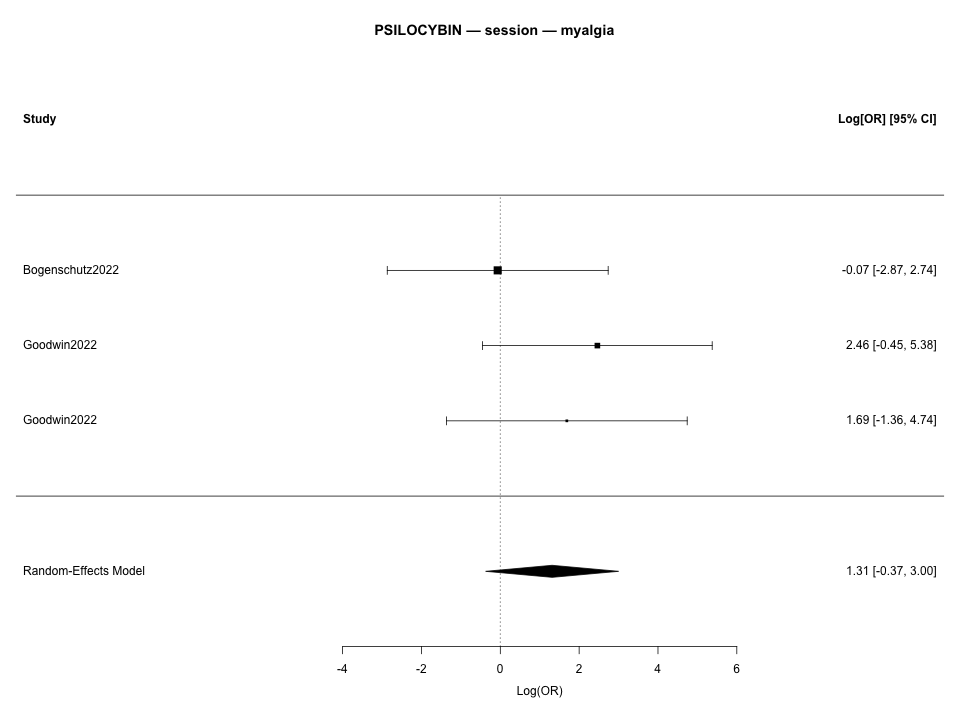 PSILOCYBIN — session — myalgia
Study Log[OR] [95% CI]
Bogenschutz2022 -0.07 [-2.87, 2.74]
Goodwin2022 2.46 [-0.45, 5.38]
Goodwin2022 1.69 [-1.36, 4.74]
Random-Effects Model 1.31 [-0.37, 3.00]
-4 -2 0 2 4 6
Log(OR)